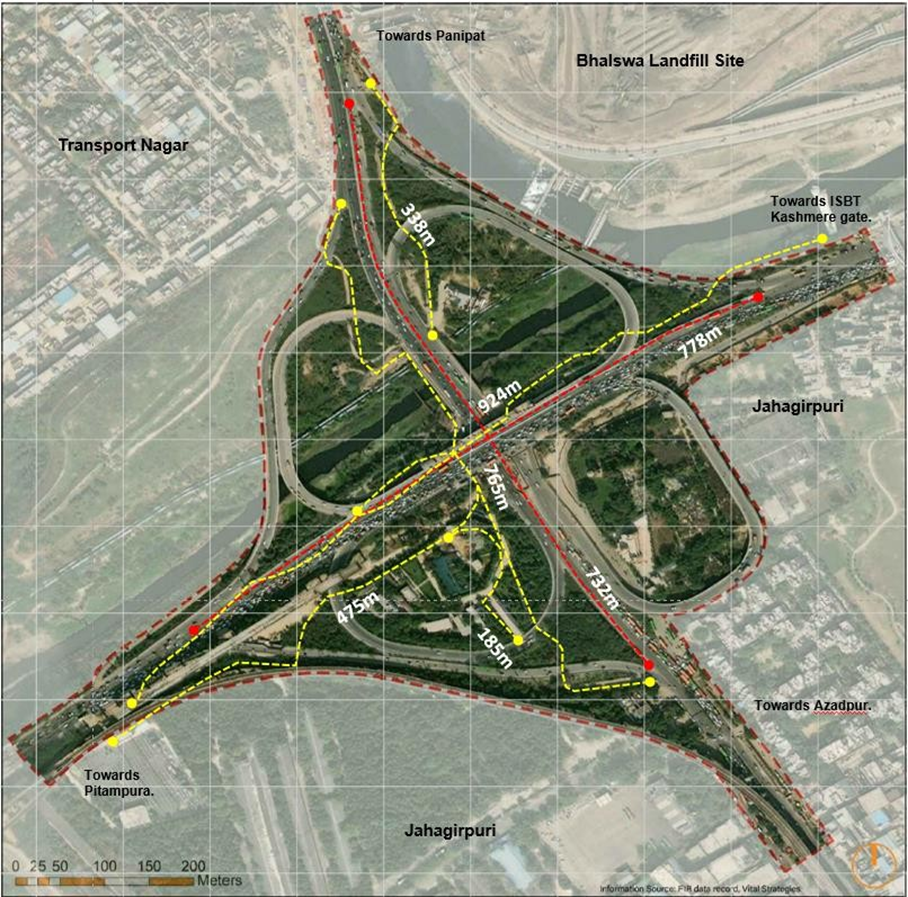 Towards Panipat
Bhalswa Landfill Site
Transport Nagar
Towards ISBT
Kashmere gate.
338m
778m
924m
Jahagirpuri
765m
732m
475m
185m
Towards Azadpur.
Towards
Pitampura.
Jahagirpuri
0 25 50 100 150 200
Meters
Information Source: FIR data record, Vital Strategies